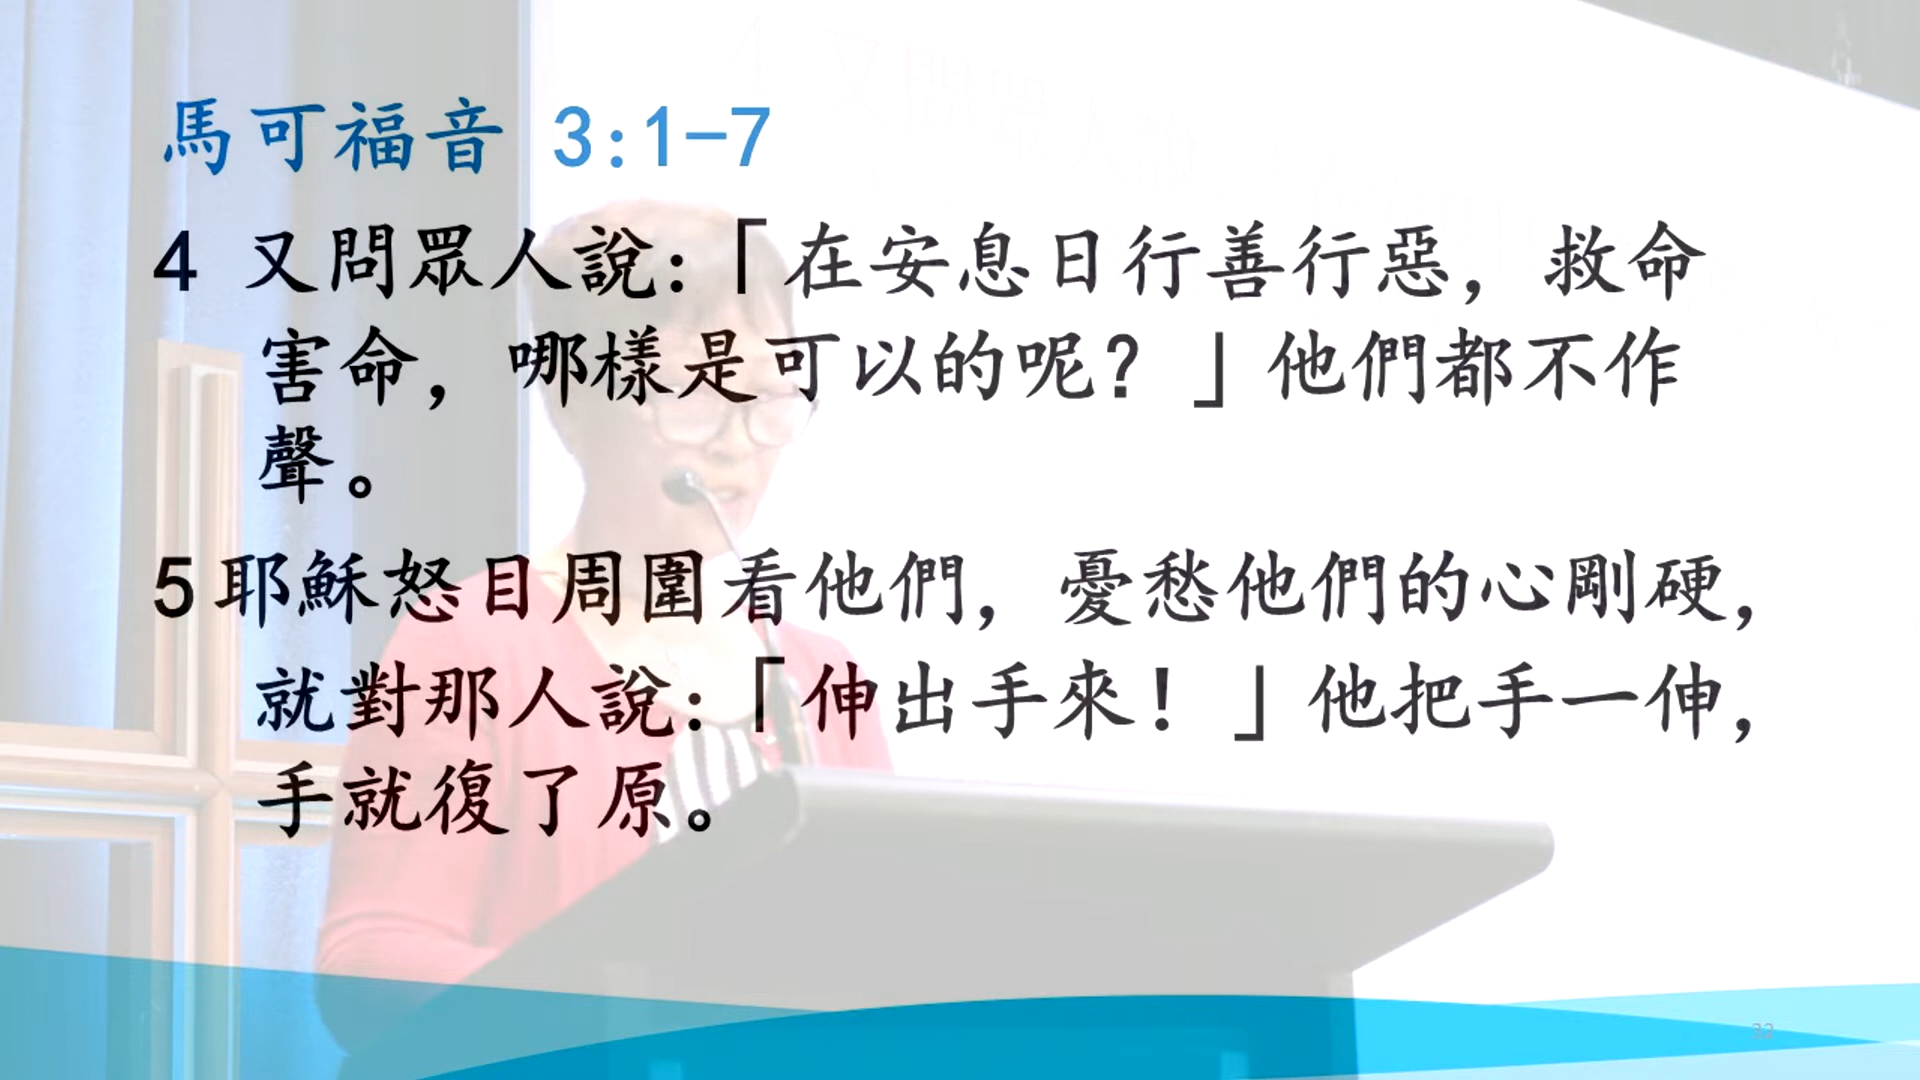 馬可福音 3:1-7
4 又問眾人說:「在安息日行善行惡，救命
害命，哪樣是可以的呢？」他們都不作
聲。
5 耶穌怒目周圍看他們，憂愁他們的心剛硬，
就對那人說:「伸出手來！」他把手一伸，
手就復了原。